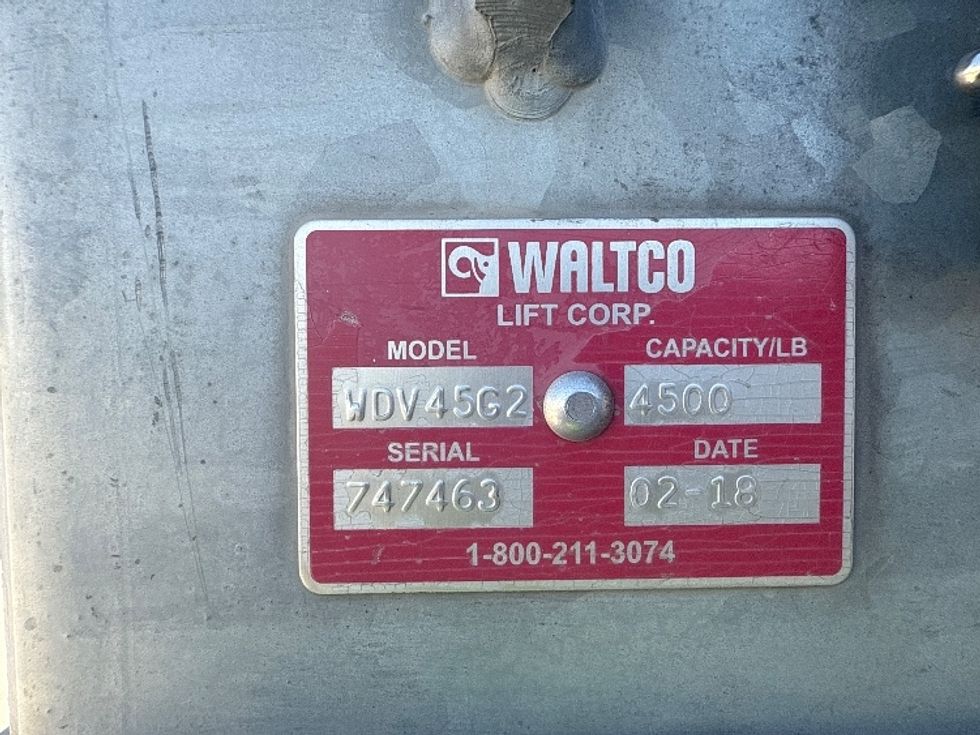 WALTCO
LIFT CORP.
MODEL CAPACITY/LB
WDV45G2 4500
SERIAL DATE
747463 02-18
1-800-211-3074